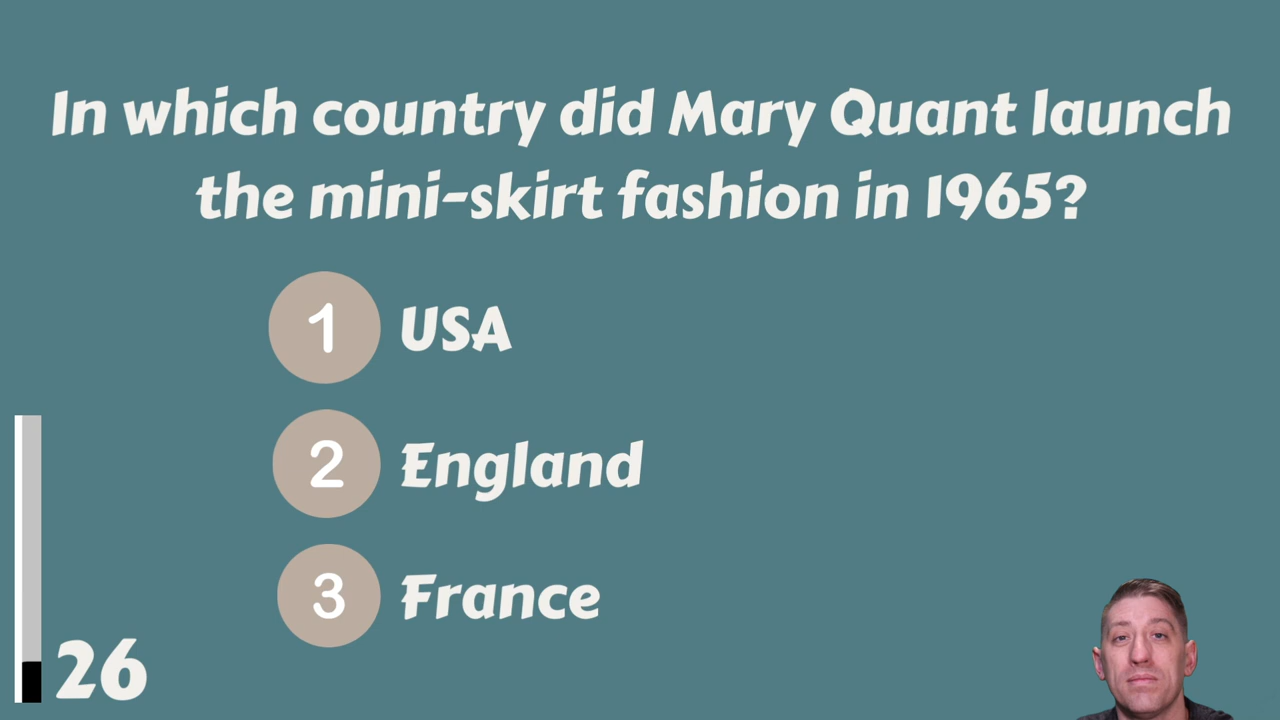 In which country did Mary Quant launch
the mini-skirt fashion in 1965?
1 USA
2 England
3 France
26